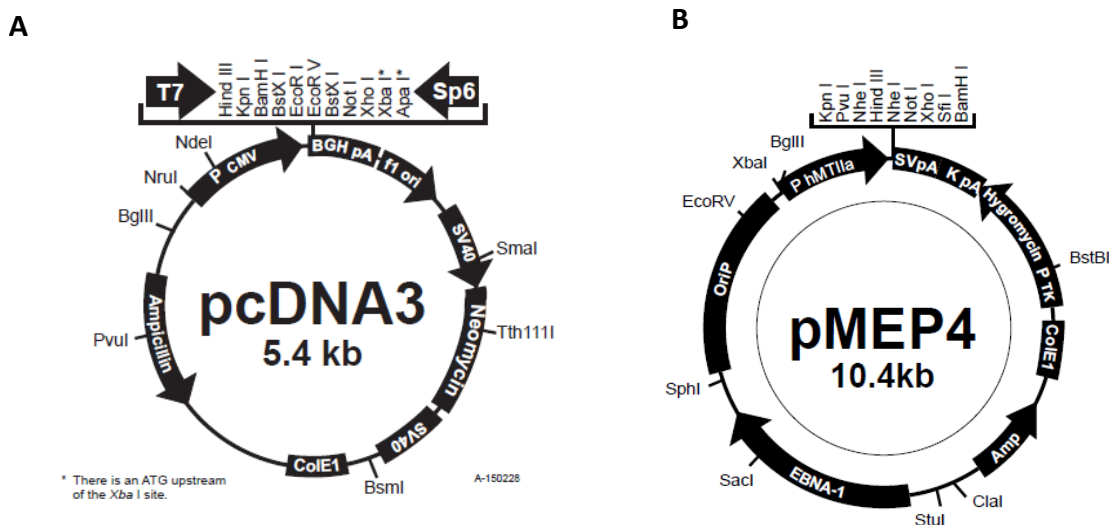 A
T7
Hind III
Kpn I
BamH I
BstX I
EcoR I
EcoR V
BstX I
Not I
Xho I
Xba I*
Apa I*
Sp6
NdeI
NruI
BglII
PvuI
P CMV
BGH pA
f1 ori
SV40
SmaI
Neomycin
Tth111I
SV40
BsmI
ColE1
Ampicillin
pcDNA3
5.4 kb
* There is an ATG upstream
of the Xba I site.
A-150228
B
Kpn I
Pvu I
Nhe I
Hind III
Nhe I
Not I
Xho I
Sfi I
BamH I
BglII
XbaI
EcoRV
P hMTIIa
SVpA
K pA
Hygromycin
P TK
BstBI
ColE1
Amp
ClaI
StuI
EBNA-1
SacI
SphI
OriP
pMEP4
10.4kb